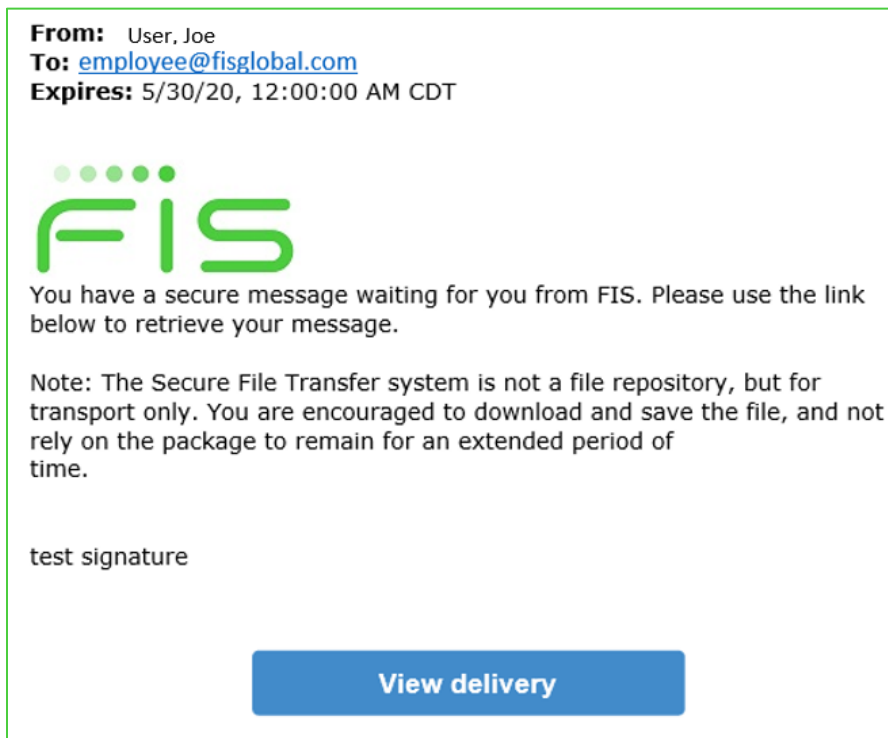 From: User, Joe
To: employee@fisglobal.com
Expires: 5/30/20, 12:00:00 AM CDT
FIS
You have a secure message waiting for you from FIS. Please use the link
below to retrieve your message.
Note: The Secure File Transfer system is not a file repository, but for
transport only. You are encouraged to download and save the file, and not
rely on the package to remain for an extended period of
time.
test signature
View delivery